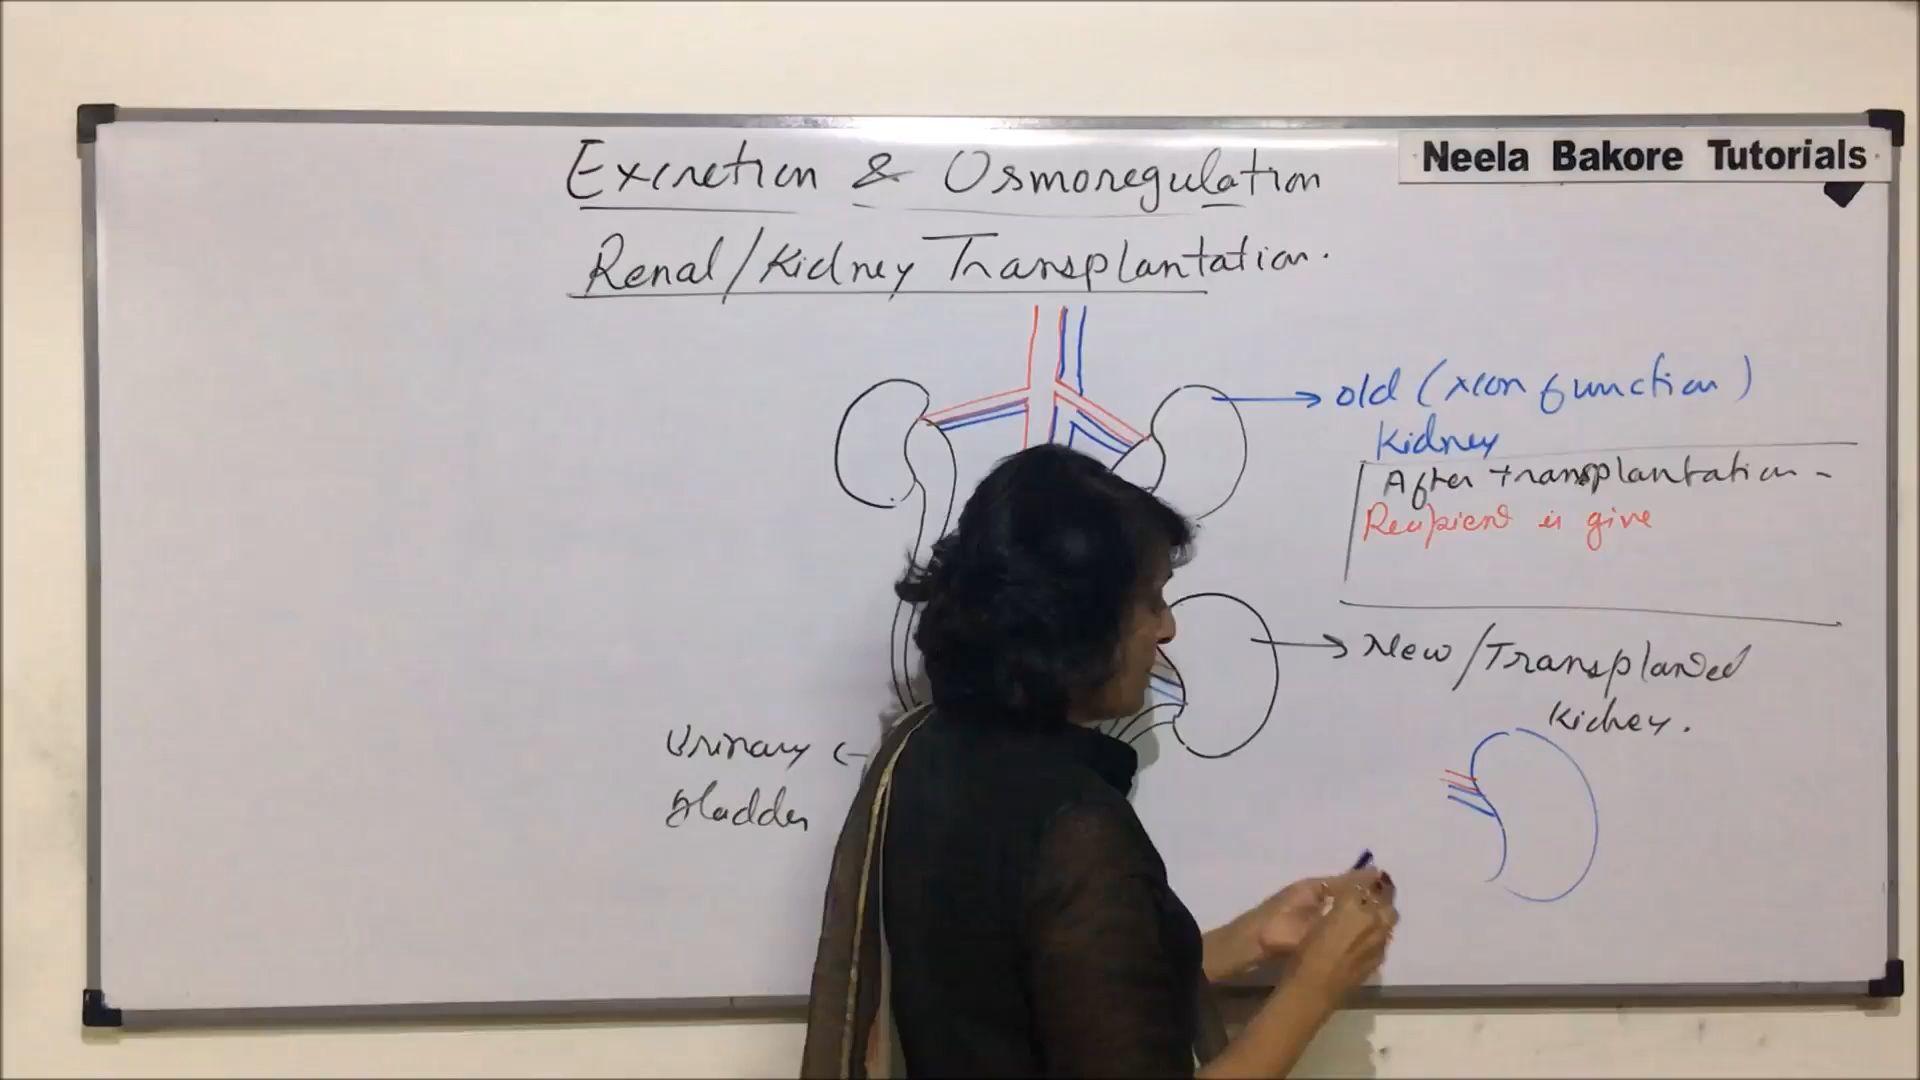 Excretion & Osmoregulation
Neela Bakore Tutorials
Renal/Kidney Transplantation.
old (non function)
Kidney
After transplantation -
Recipient is give
New/Transplanted
Kidney.
Urinary
Bladder